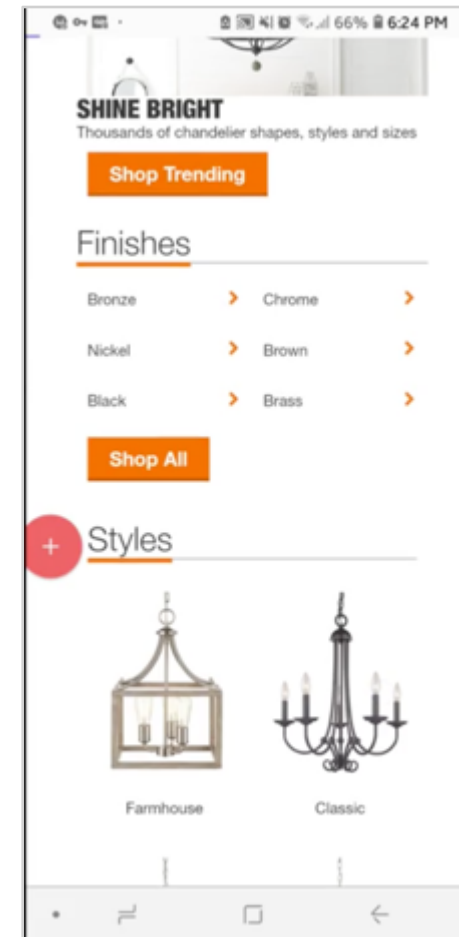 66% 6:24 PM
SHINE BRIGHT
Thousands of chandelier shapes, styles and sizes
Shop Trending
Finishes
Bronze
Chrome
Nickel
Brown
Black
Brass
Shop All
+
Styles
Farmhouse
Classic